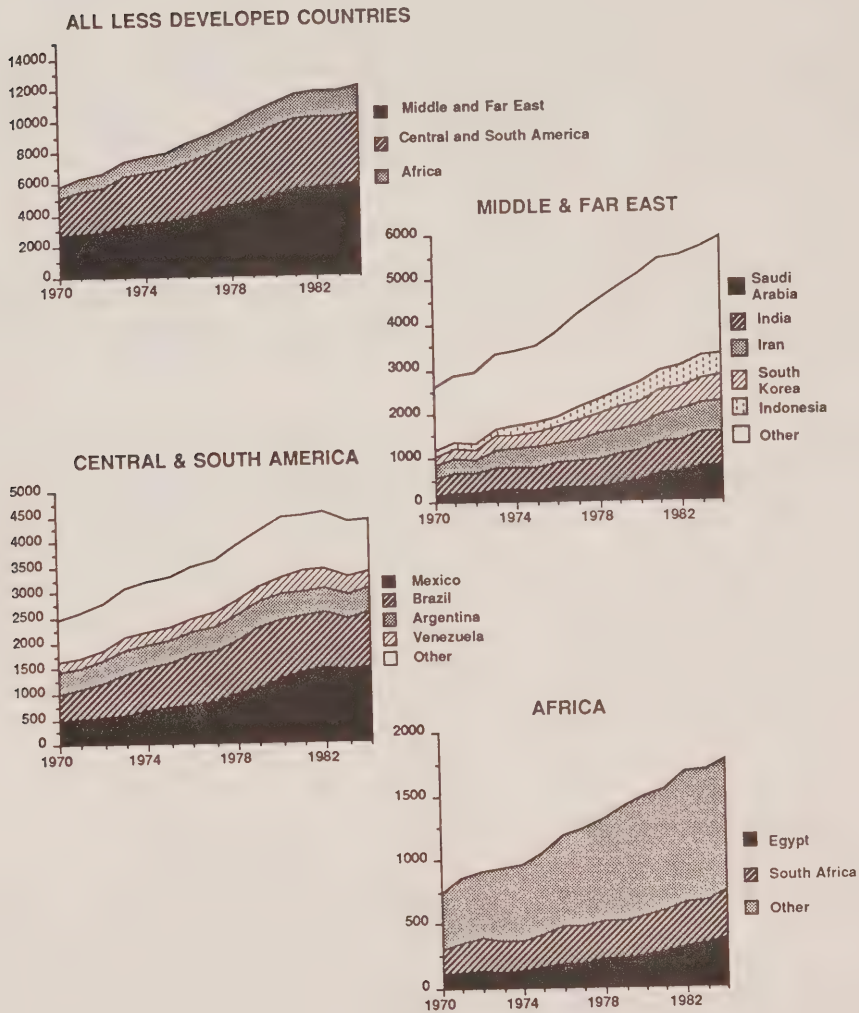 ALL LESS DEVELOPED COUNTRIES
14000
12000
10000
8000
6000
4000
2000
0
1970
1974
1978
1982
Middle and Far East
Central and South America
Africa
MIDDLE & FAR EAST
6000
5000
4000
3000
2000
1000
0
1970
1974
1978
1982
Saudi
Arabia
India
Iran
South
Korea
Indonesia
Other
CENTRAL & SOUTH AMERICA
5000
4500
4000
3500
3000
2500
2000
1500
1000
500
0
1970
1974
1978
1982
Mexico
Brazil
Argentina
Venezuela
Other
AFRICA
2000
1500
1000
500
0
1970
1974
1978
1982
Egypt
South Africa
Other